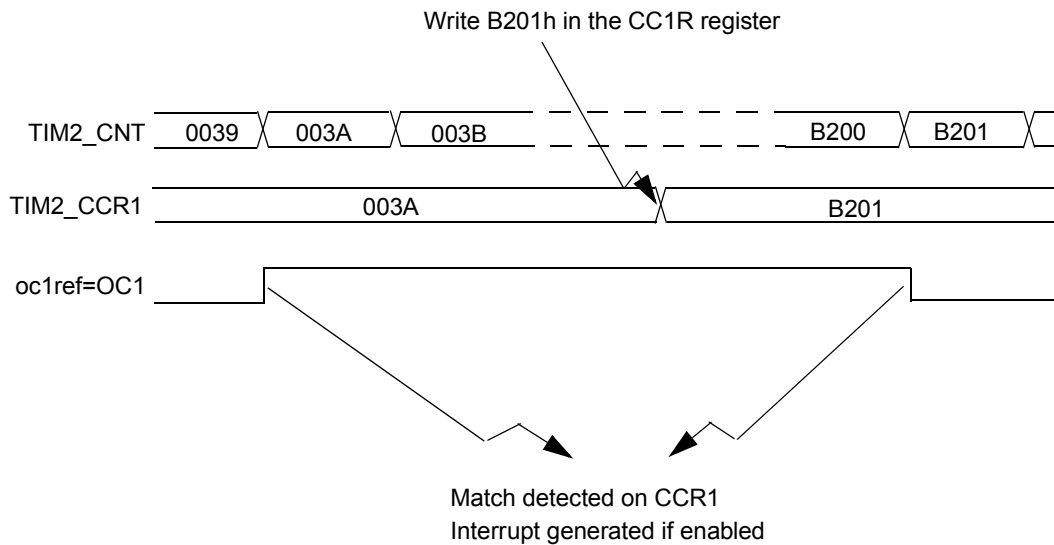 Write B201h in the CC1R register
TIM2_CNT 0039 003A 003B B200 B201
TIM2_CCR1 003A B201
oc1ref=OC1
Match detected on CCR1
Interrupt generated if enabled